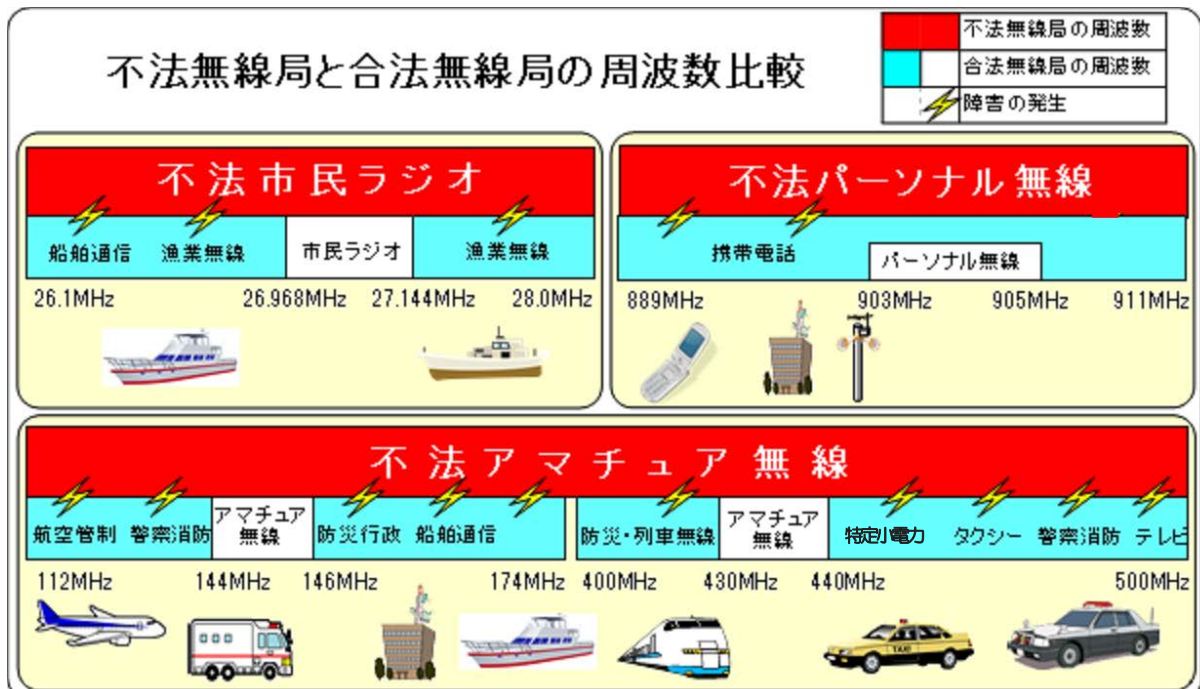 不法無線局と合法無線局の周波数比較
不法無線局の周波数
合法無線局の周波数
障害の発生
不法市民ラジオ
船舶通信 漁業無線 市民ラジオ 漁業無線
26.1MHz 26.968MHz 27.144MHz 28.0MHz
不法パーソナル無線
携帯電話
パーソナル無線
889MHz 903MHz 905MHz 911MHz
不法アマチュア無線
航空管制 警察消防 アマチュア無線 防災行政 船舶通信 防災・列車無線 アマチュア無線 特定小電力 タクシー 警察消防 テレビ
112MHz 144MHz 146MHz 174MHz 400MHz 430MHz 440MHz 500MHz
TAXI